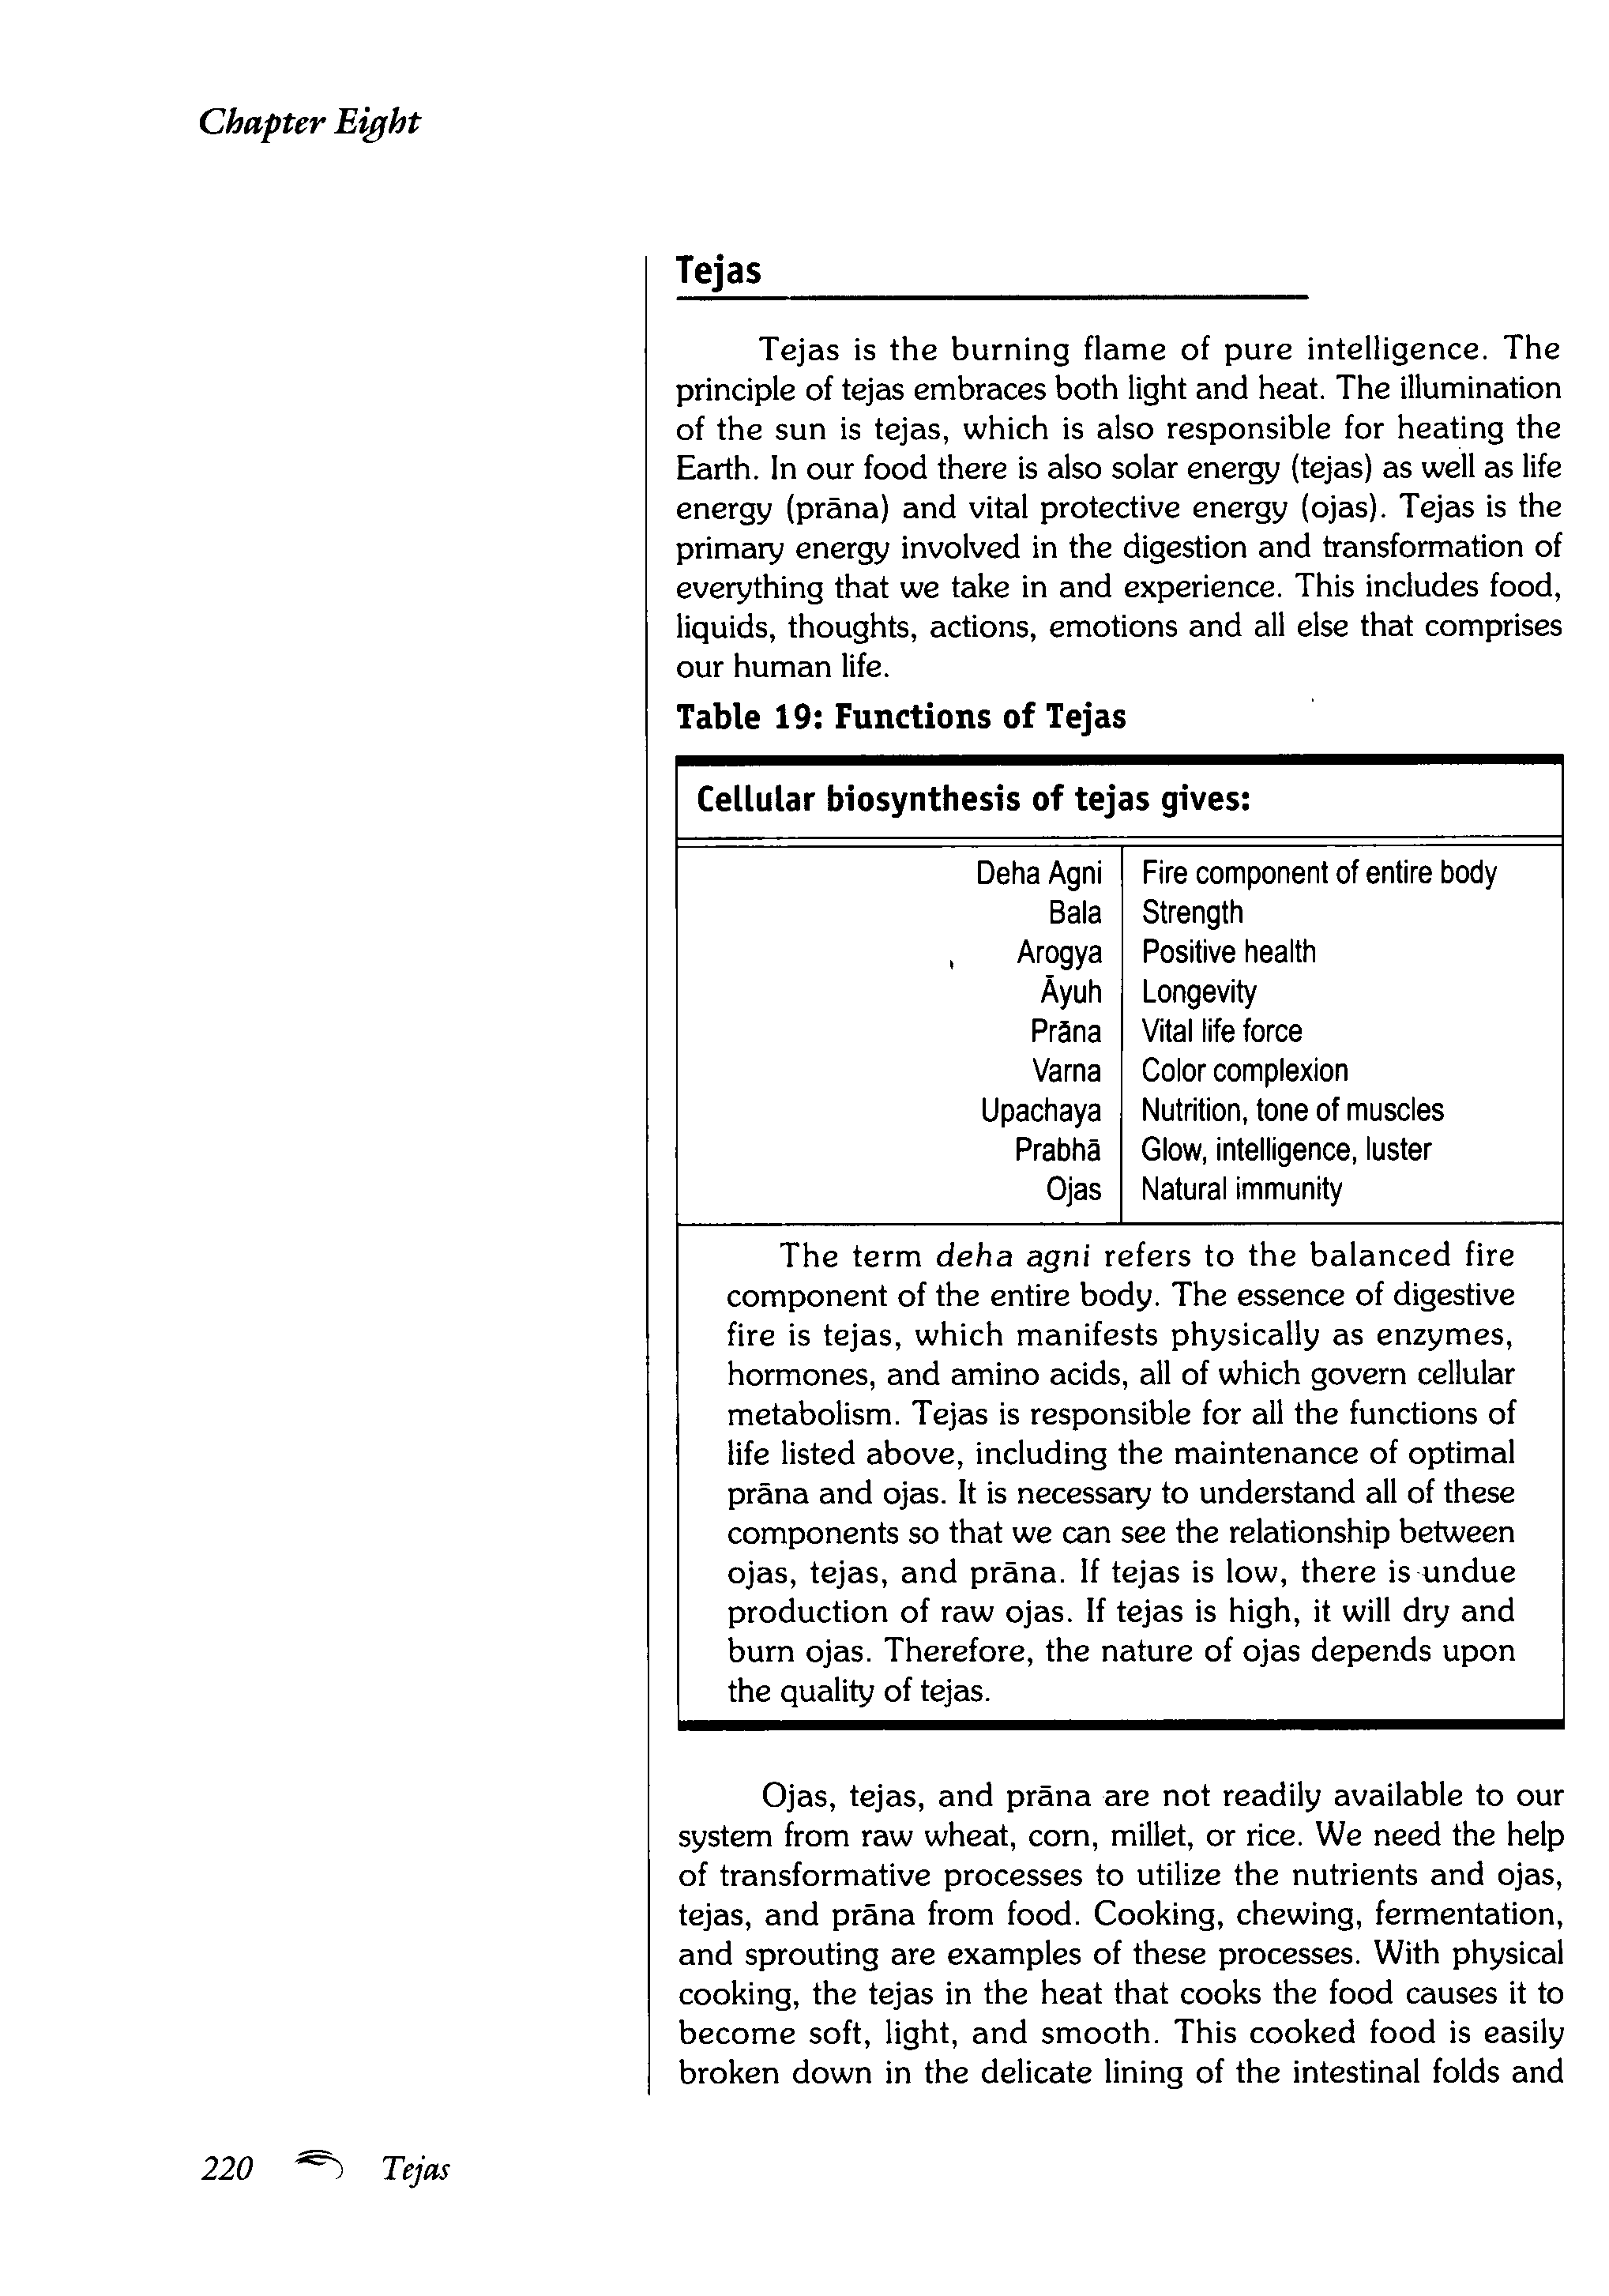 Chapter Eight
Tejas
Tejas is the burning flame of pure intelligence. The
principle of tejas embraces both light and heat. The illumination
of the sun is tejas, which is also responsible for heating the
Earth. In our food there is also solar energy (tejas) as well as life
energy (prāna) and vital protective energy (ojas). Tejas is the
primary energy involved in the digestion and transformation of
everything that we take in and experience. This includes food,
liquids, thoughts, actions, emotions and all else that comprises
our human life.
Table 19: Functions of Tejas
Cellular biosynthesis of tejas gives:
Deha Agni Fire component of entire body
Bala Strength
Arogya Positive health
Āyuh Longevity
Prāna Vital life force
Varna Color complexion
Upachaya Nutrition, tone of muscles
Prabhā Glow, intelligence, luster
Ojas Natural immunity
The term deha agni refers to the balanced fire
component of the entire body. The essence of digestive
fire is tejas, which manifests physically as enzymes,
hormones, and amino acids, all of which govern cellular
metabolism. Tejas is responsible for all the functions of
life listed above, including the maintenance of optimal
prāna and ojas. It is necessary to understand all of these
components so that we can see the relationship between
ojas, tejas, and prāna. If tejas is low, there is undue
production of raw ojas. If tejas is high, it will dry and
burn ojas. Therefore, the nature of ojas depends upon
the quality of tejas.
Ojas, tejas, and prāna are not readily available to our
system from raw wheat, corn, millet, or rice. We need the help
of transformative processes to utilize the nutrients and ojas,
tejas, and prāna from food. Cooking, chewing, fermentation,
and sprouting are examples of these processes. With physical
cooking, the tejas in the heat that cooks the food causes it to
become soft, light, and smooth. This cooked food is easily
broken down in the delicate lining of the intestinal folds and
220 Tejas